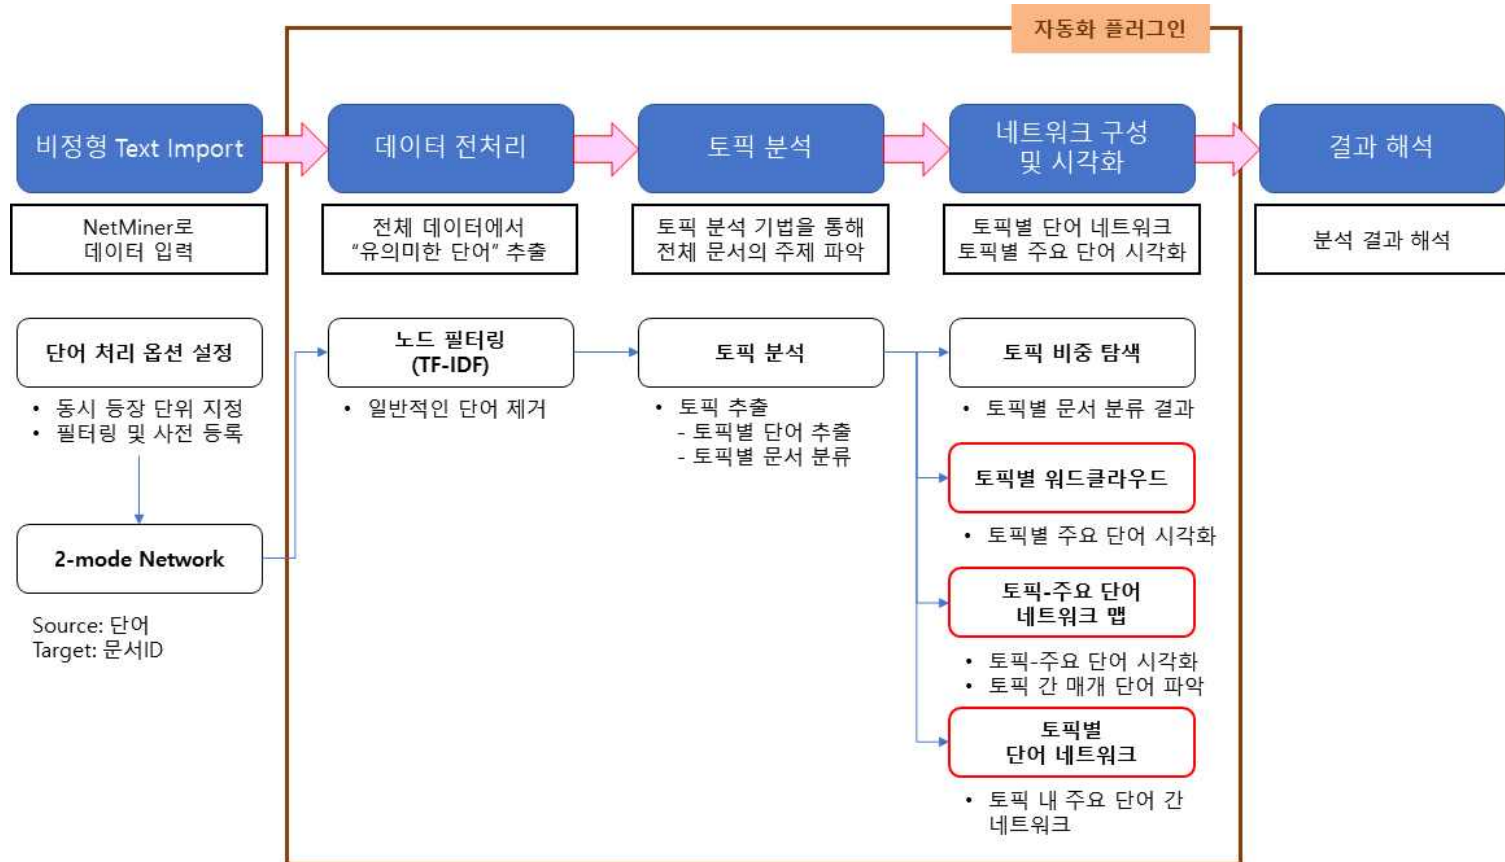 자동화 플러그인
비정형 Text Import
데이터 전처리
토픽 분석
네트워크 구성
및 시각화
결과 해석
NetMiner로
데이터 입력
전체 데이터에서
“유의미한 단어” 추출
토픽 분석 기법을 통해
전체 문서의 주제 파악
토픽별 단어 네트워크
토픽별 주요 단어 시각화
분석 결과 해석
단어 처리 옵션 설정
• 동시 등장 단위 지정
• 필터링 및 사전 등록
2-mode Network
Source: 단어
Target: 문서ID
노드 필터링
(TF-IDF)
• 일반적인 단어 제거
토픽 분석
• 토픽 추출
- 토픽별 단어 추출
- 토픽별 문서 분류
토픽 비중 탐색
• 토픽별 문서 분류 결과
토픽별 워드클라우드
• 토픽별 주요 단어 시각화
토픽-주요 단어
네트워크 맵
• 토픽-주요 단어 시각화
• 토픽 간 매개 단어 파악
토픽별
단어 네트워크
• 토픽 내 주요 단어 간
네트워크